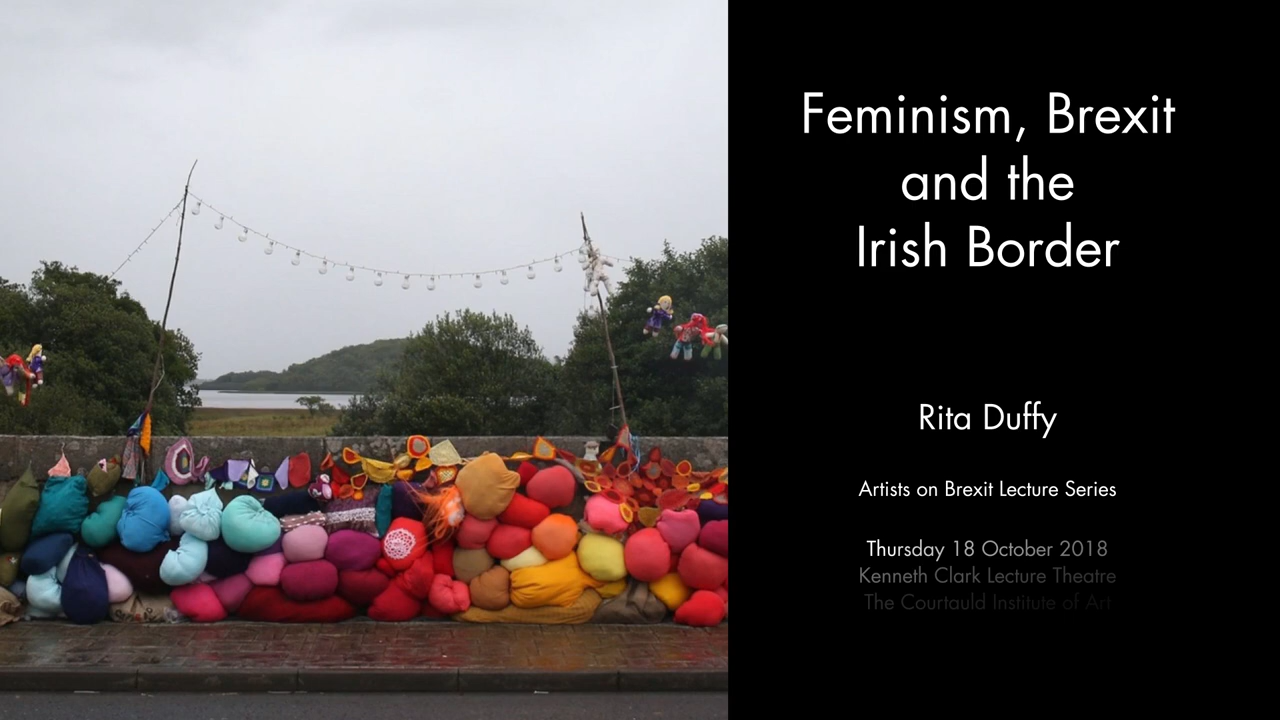 Feminism, Brexit
and the
Irish Border
Rita Duffy
Artists on Brexit Lecture Series
Thursday 18 October 2018
Kenneth Clark Lecture Theatre
The Courtauld Institute of Art